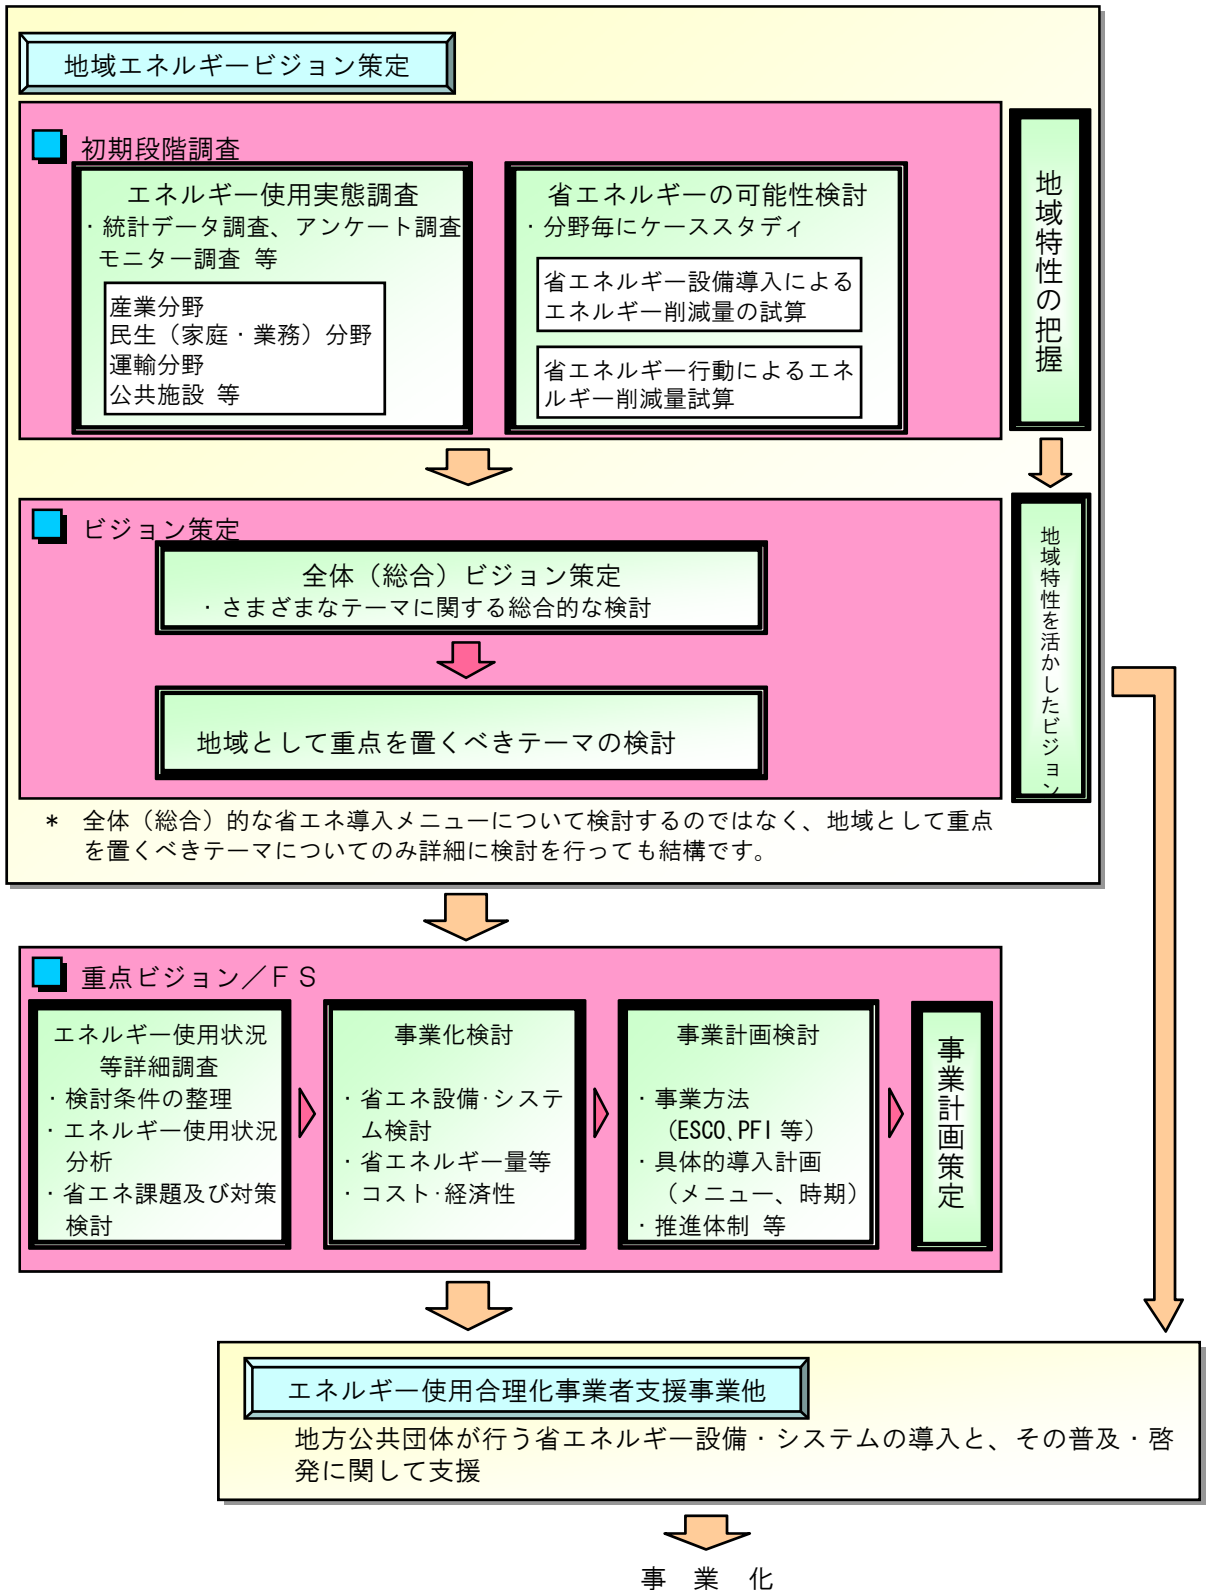 地域エネルギービジョン策定
初期段階調査
エネルギー使用実態調査
・統計データ調査、アンケート調査
モニター調査 等
産業分野
民生（家庭・業務）分野
運輸分野
公共施設 等
省エネルギーの可能性検討
・分野毎にケーススタディ
省エネルギー設備導入による
エネルギー削減量の試算
省エネルギー行動によるエネ
ルギー削減量試算
地域特性の把握
ビジョン策定
全体（総合）ビジョン策定
・さまざまなテーマに関する総合的な検討
地域として重点を置くべきテーマの検討
地域特性を活かしたビジョン
* 全体（総合）的な省エネ導入メニューについて検討するのではなく、地域として重点
を置くべきテーマについてのみ詳細に検討を行っても結構です。
重点ビジョン／ＦＳ
エネルギー使用状況
等詳細調査
・検討条件の整理
・エネルギー使用状況
分析
・省エネ課題及び対策
検討
事業化検討
・省エネ設備・システ
ム検討
・省エネルギー量等
・コスト・経済性
事業計画検討
・事業方法
（ESCO、PFI 等）
・具体的導入計画
（メニュー、時期）
・推進体制 等
事業計画策定
エネルギー使用合理化事業者支援事業他
地方公共団体が行う省エネルギー設備・システムの導入と、その普及・啓
発に関して支援
事 業 化